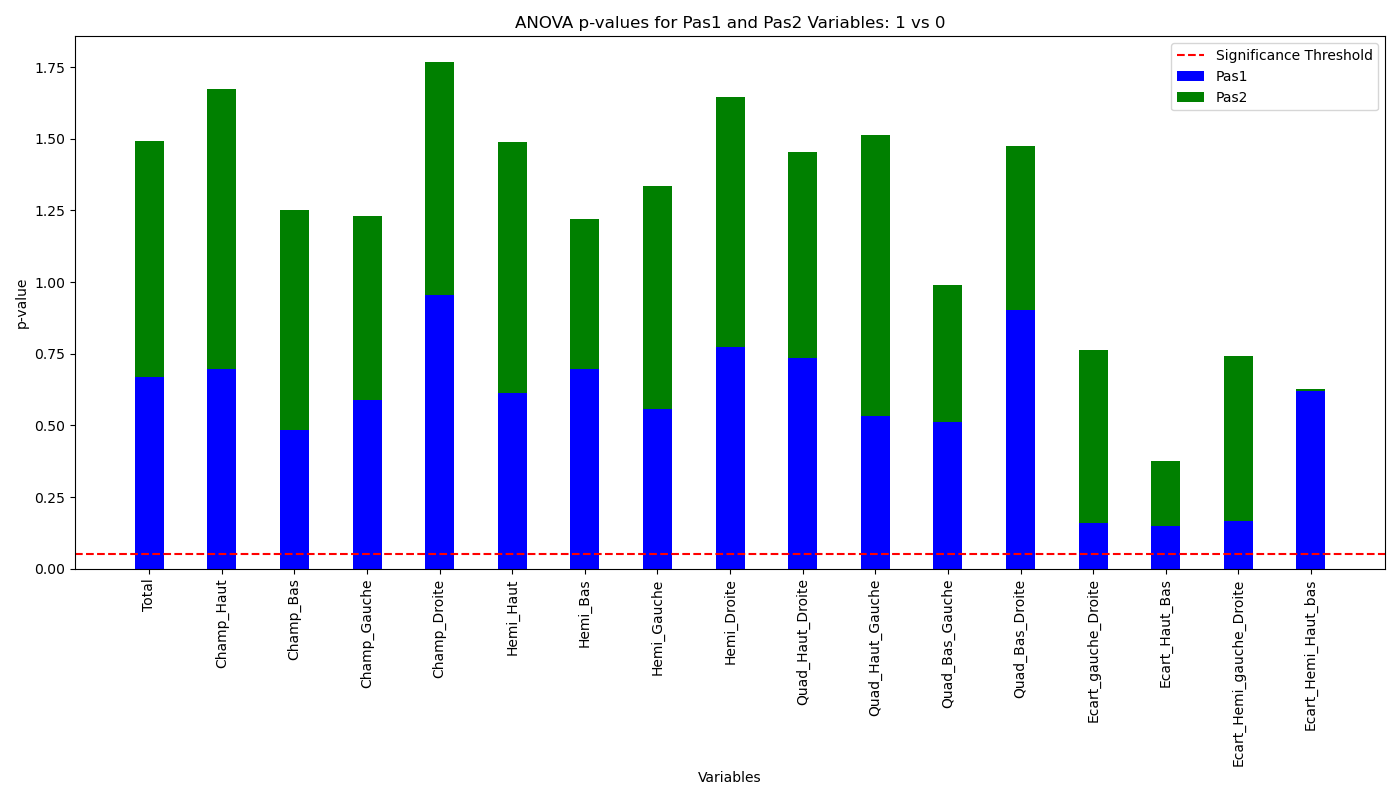 ANOVA p-values for Pas1 and Pas2 Variables: 1 vs 0
Significance Threshold
Pas1
Pas2
p-value
1.75
1.50
1.25
1.00
0.75
0.50
0.25
0.00
Total
Champ_Haut
Champ_Bas
Champ_Gauche
Champ_Droite
Hemi_Haut
Hemi_Bas
Hemi_Gauche
Hemi_Droite
Quad_Haut_Droite
Quad_Haut_Gauche
Quad_Bas_Gauche
Quad_Bas_Droite
Ecart_gauche_Droite
Ecart_Haut_Bas
Ecart_Hemi_gauche_Droite
Ecart_Hemi_Haut_bas
Variables